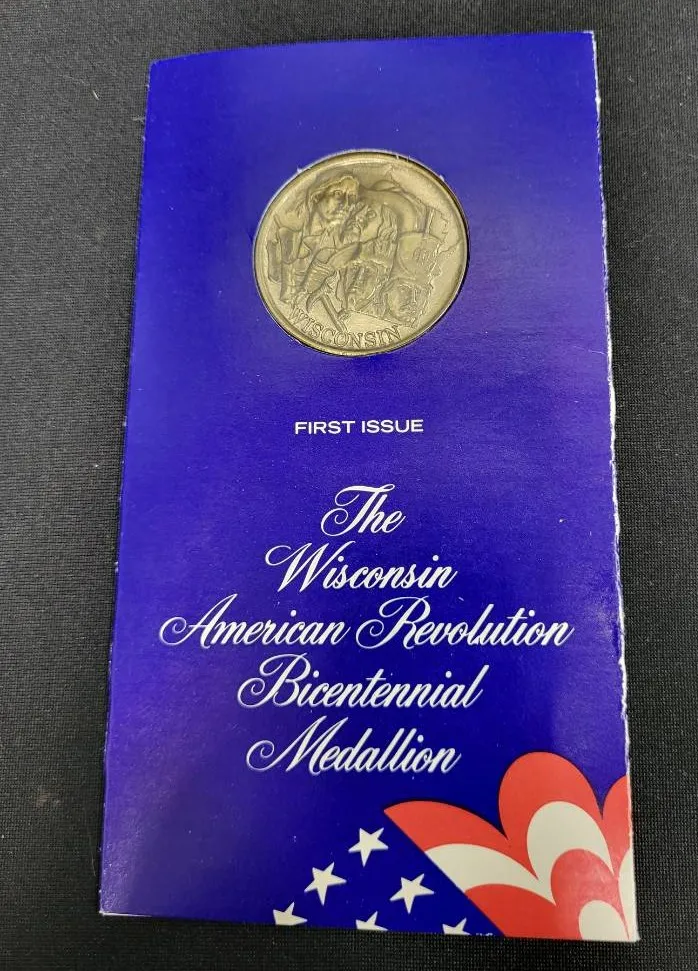 WISCONSIN
FIRST ISSUE
The
Wisconsin
American Revolution
Bicentennial
Medallion